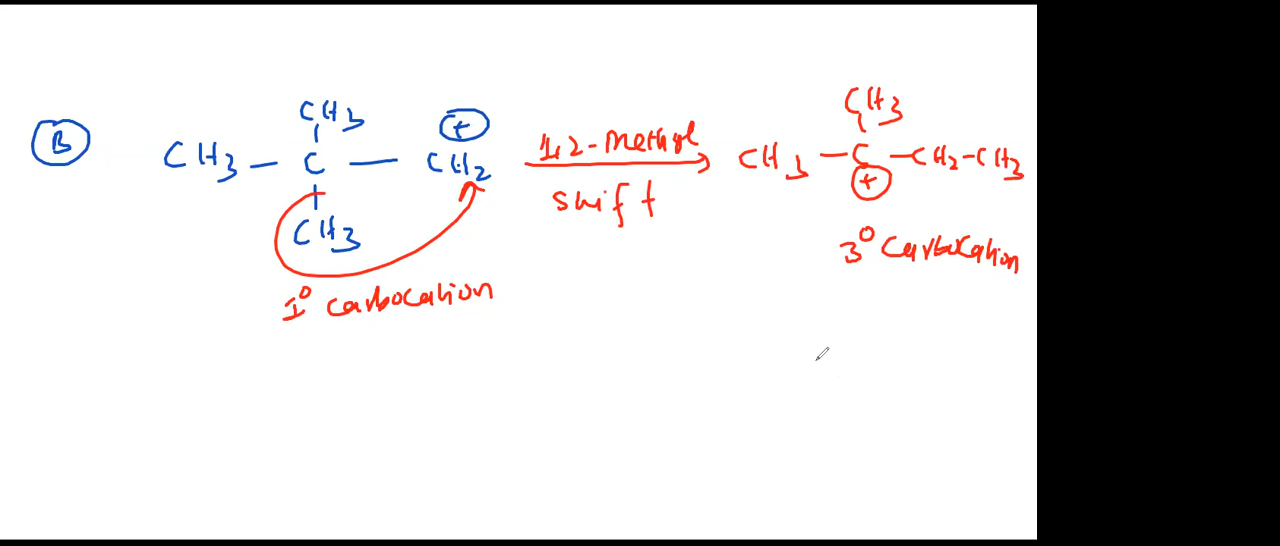 B
CH3 CH3
CH3 — C — CH2 + 1,2-Methyl CH3 — C — CH2-CH3
shift +
CH3
3° Carbocation
1° carbocation